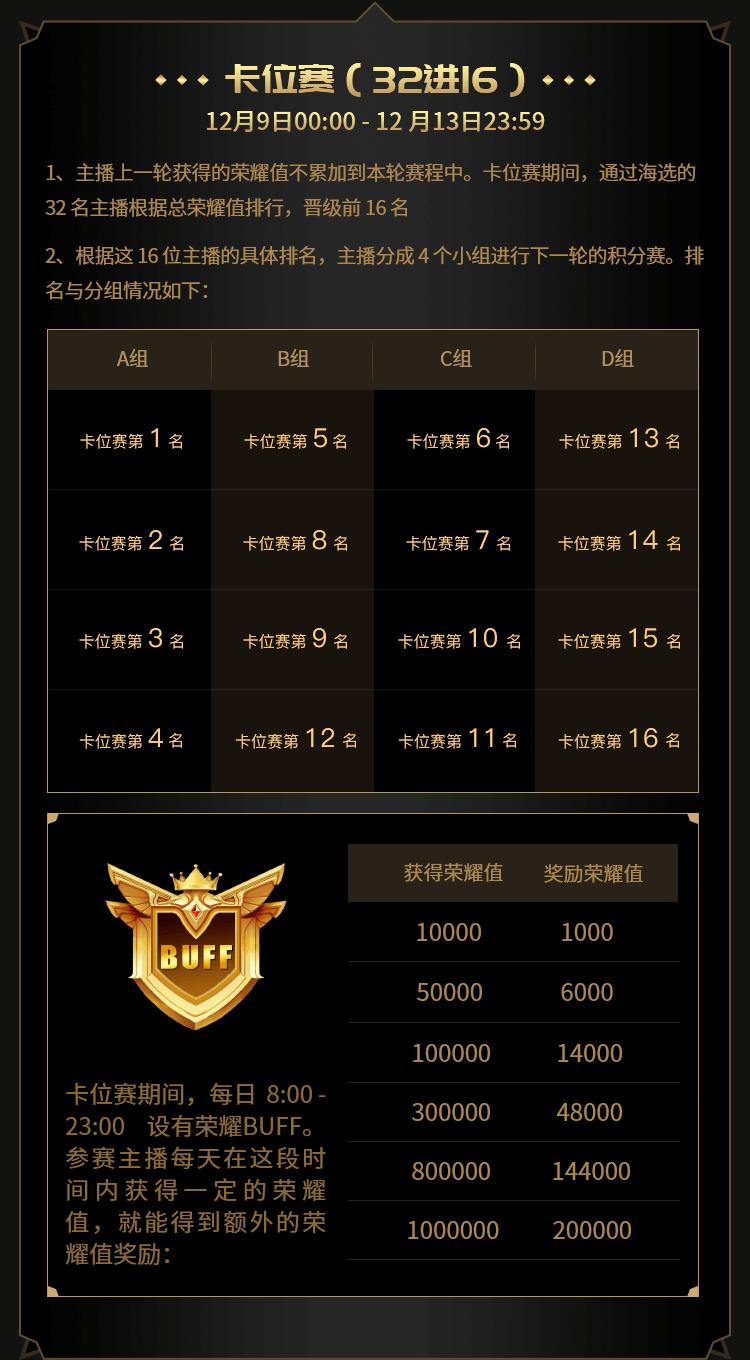 卡位赛（32进16）
12月9日00:00 - 12 月13日23:59
1、主播上一轮获得的荣耀值不累加到本轮赛程中。卡位赛期间，通过海选的
32 名主播根据总荣耀值排行，晋级前 16 名
2、根据这 16 位主播的具体排名，主播分成 4 个小组进行下一轮的积分赛。排
名与分组情况如下：
A组 B组 C组 D组
卡位赛第 1 名 卡位赛第 5 名 卡位赛第 6 名 卡位赛第 13 名
卡位赛第 2 名 卡位赛第 8 名 卡位赛第 7 名 卡位赛第 14 名
卡位赛第 3 名 卡位赛第 9 名 卡位赛第 10 名 卡位赛第 15 名
卡位赛第 4 名 卡位赛第 12 名 卡位赛第 11 名 卡位赛第 16 名
BUFF
卡位赛期间，每日 8:00 -
23:00 设有荣耀BUFF。
参赛主播每天在这段时
间内获得一定的荣耀
值，就能得到额外的荣
耀值奖励：
获得荣耀值 奖励荣耀值
10000 1000
50000 6000
100000 14000
300000 48000
800000 144000
1000000 200000